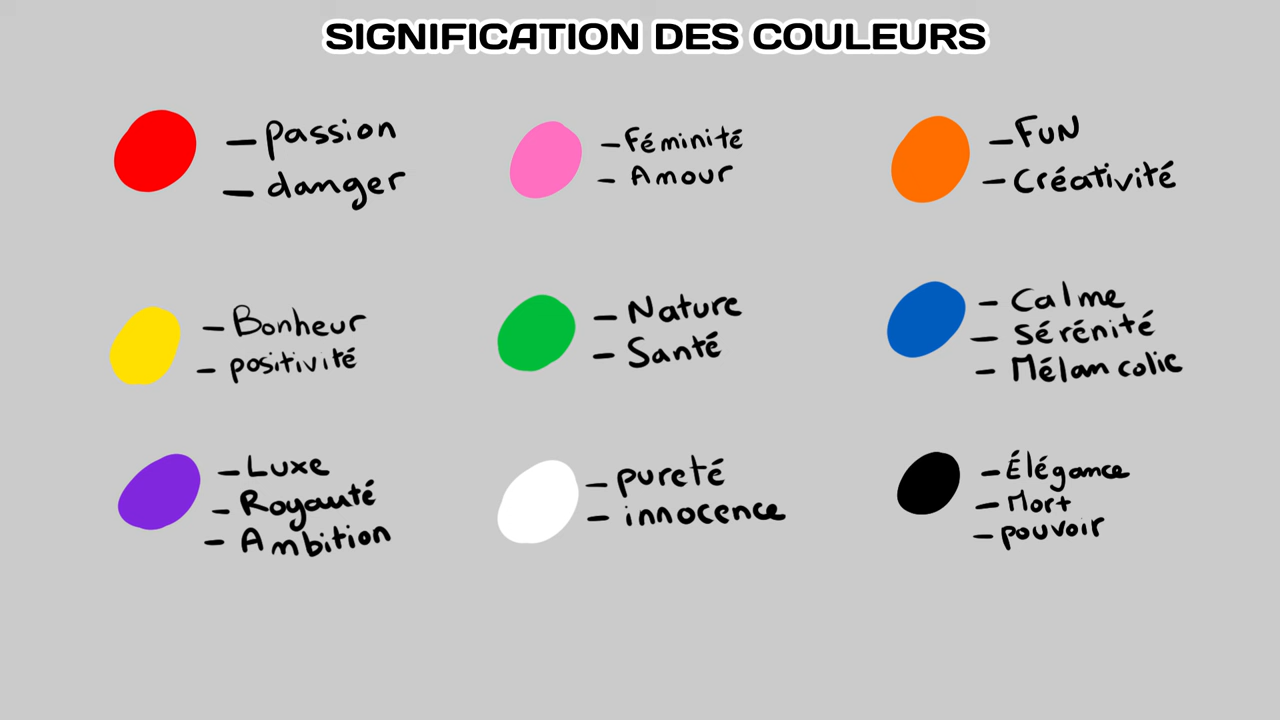 SIGNIFICATION DES COULEURS
- passion
- danger
- Féminité
- Amour
- FUN
- Créativité
- Bonheur
- positivité
- Nature
- Santé
- Calme
- Sérénité
- Mélancolie
- Luxe
- Royauté
- Ambition
- pureté
- innocence
- Élégance
- Mort
- pouvoir